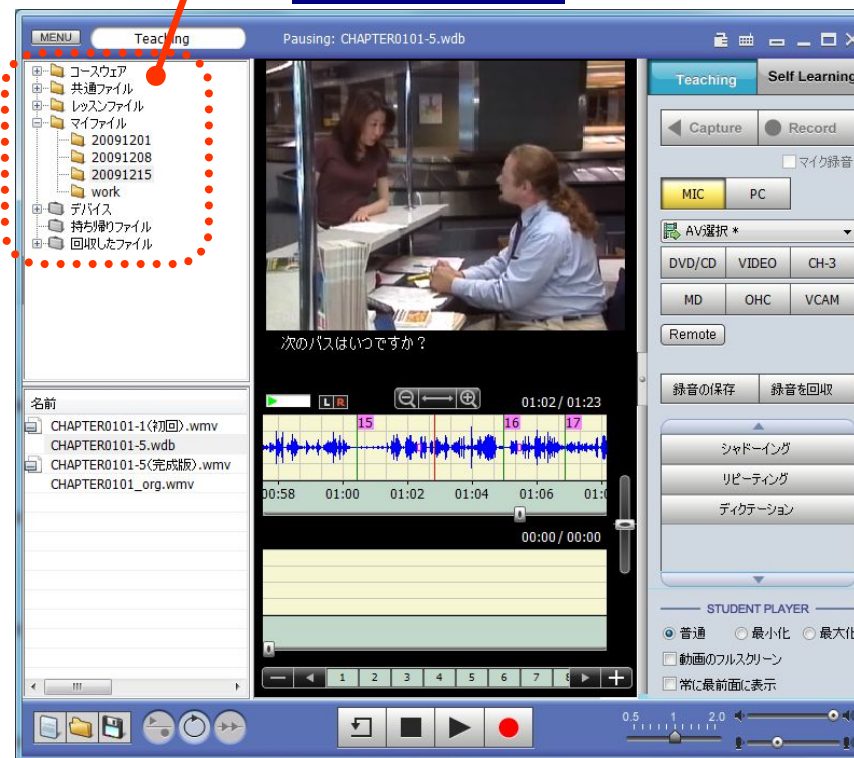 MENU
Teaching
Pausing: CHAPTER0101-5.wdb
コースウェア
共通ファイル
レッスンファイル
マイファイル
20091201
20091208
20091215
work
デバイス
持ち帰りファイル
回収したファイル
次のバスはいつですか?
名前
CHAPTER0101-1(初回).wmv
CHAPTER0101-5.wdb
CHAPTER0101-5(完成版).wmv
CHAPTER0101_org.wmv
L R
01:02 / 01:23
15 16 17
00:58 01:00 01:02 01:04 01:06
00:00 / 00:00
1 2 3 4 5 6 7
Teaching
Self Learning
Capture
Record
マイク録音
MIC
PC
AV選択 *
DVD/CD
VIDEO
CH-3
MD
OHC
VCAM
Remote
録音の保存
録音を回収
シャドーイング
リピーティング
ディクテーション
STUDENT PLAYER
普通
最小化
最大化
動画のフルスクリーン
常に最前面に表示
0.5 1 2.0